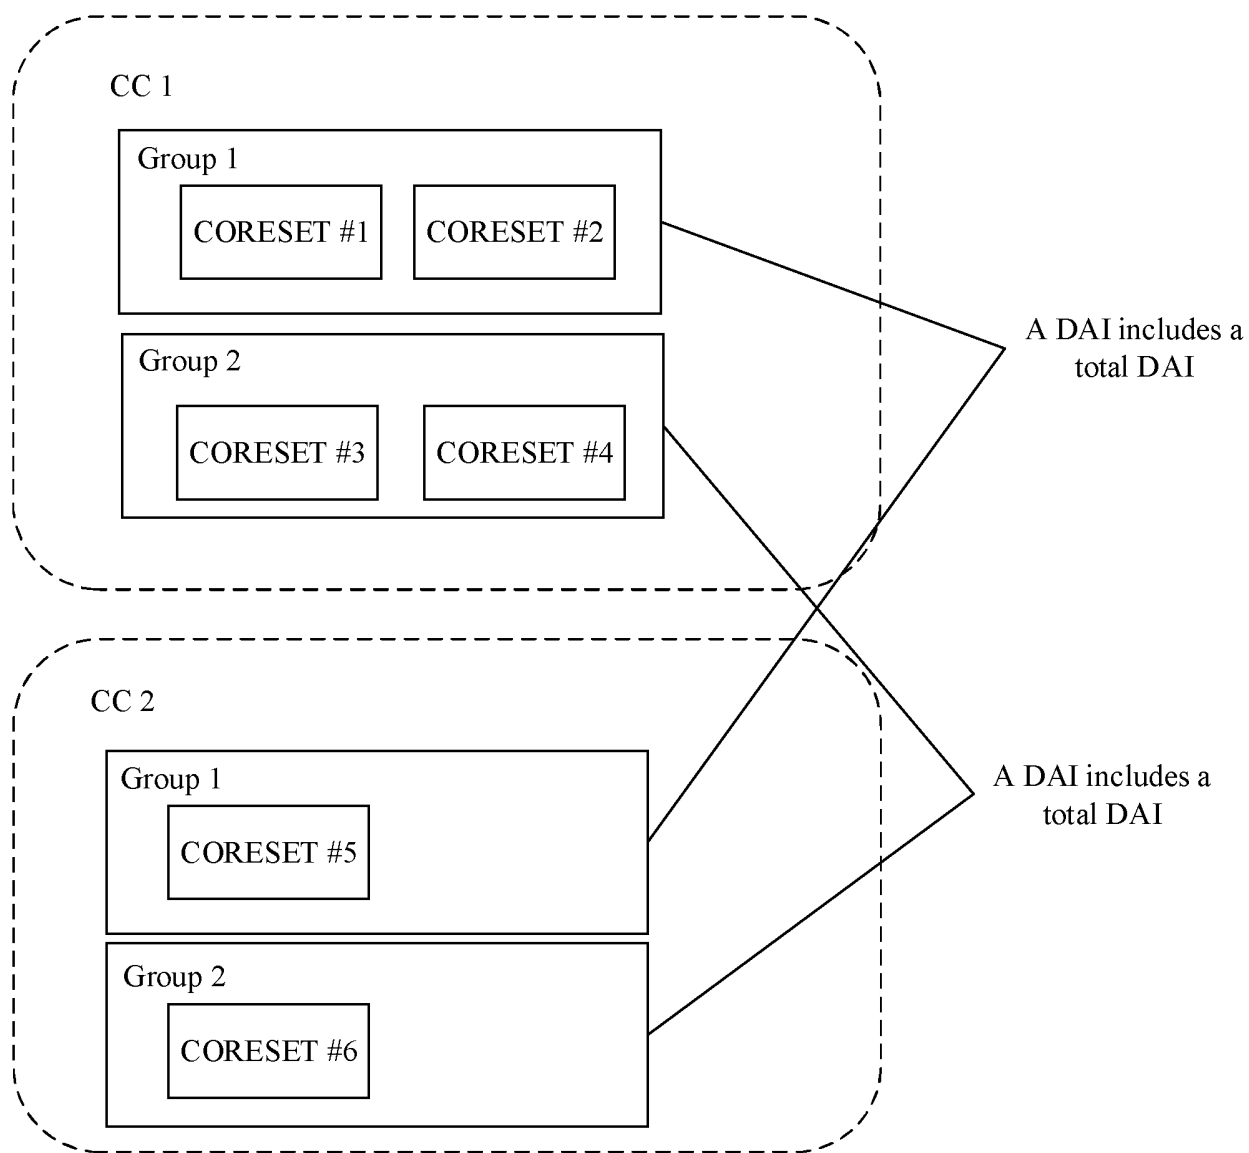 CC 1
Group 1
CORESET #1
CORESET #2
A DAI includes a
total DAI
Group 2
CORESET #3
CORESET #4
CC 2
Group 1
CORESET #5
A DAI includes a
total DAI
Group 2
CORESET #6